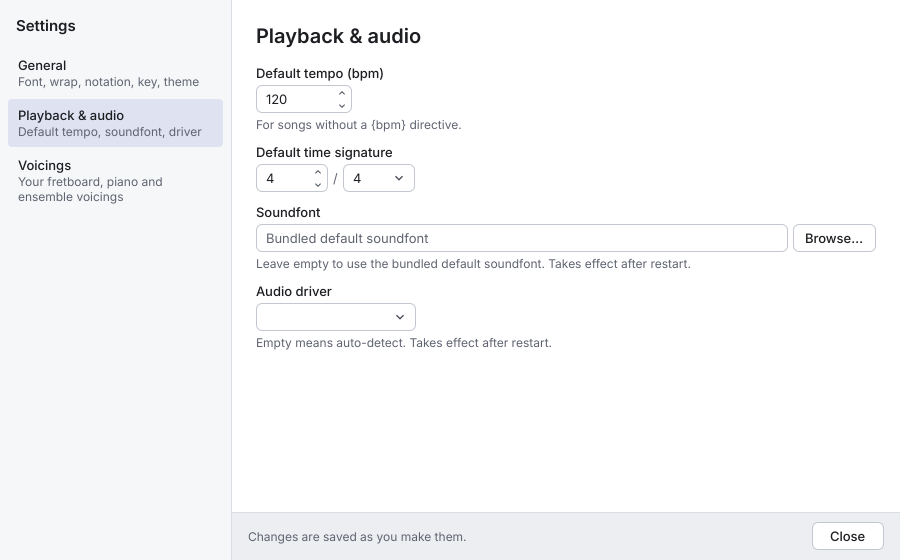 Settings
General
Font, wrap, notation, key, theme
Playback & audio
Default tempo, soundfont, driver
Voicings
Your fretboard, piano and
ensemble voicings
Playback & audio
Default tempo (bpm)
120
For songs without a {bpm} directive.
Default time signature
4 / 4
Soundfont
Bundled default soundfont Browse...
Leave empty to use the bundled default soundfont. Takes effect after restart.
Audio driver
Empty means auto-detect. Takes effect after restart.
Changes are saved as you make them. Close